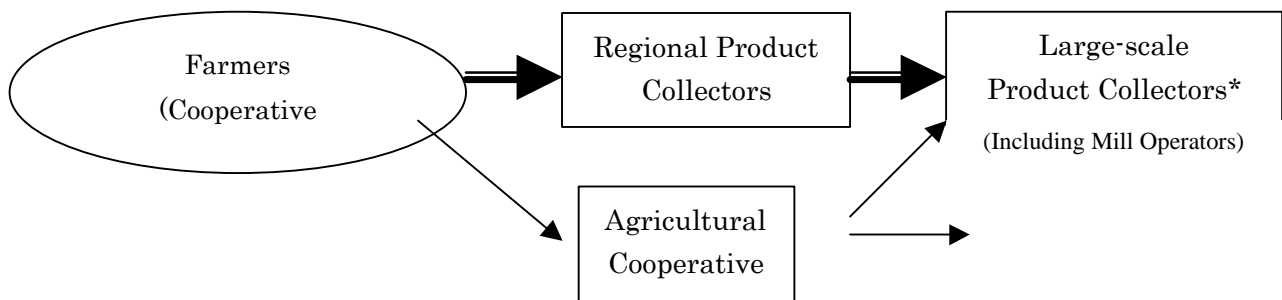 Farmers
(Cooperative
Regional Product
Collectors
Large-scale
Product Collectors*
(Including Mill Operators)
Agricultural
Cooperative